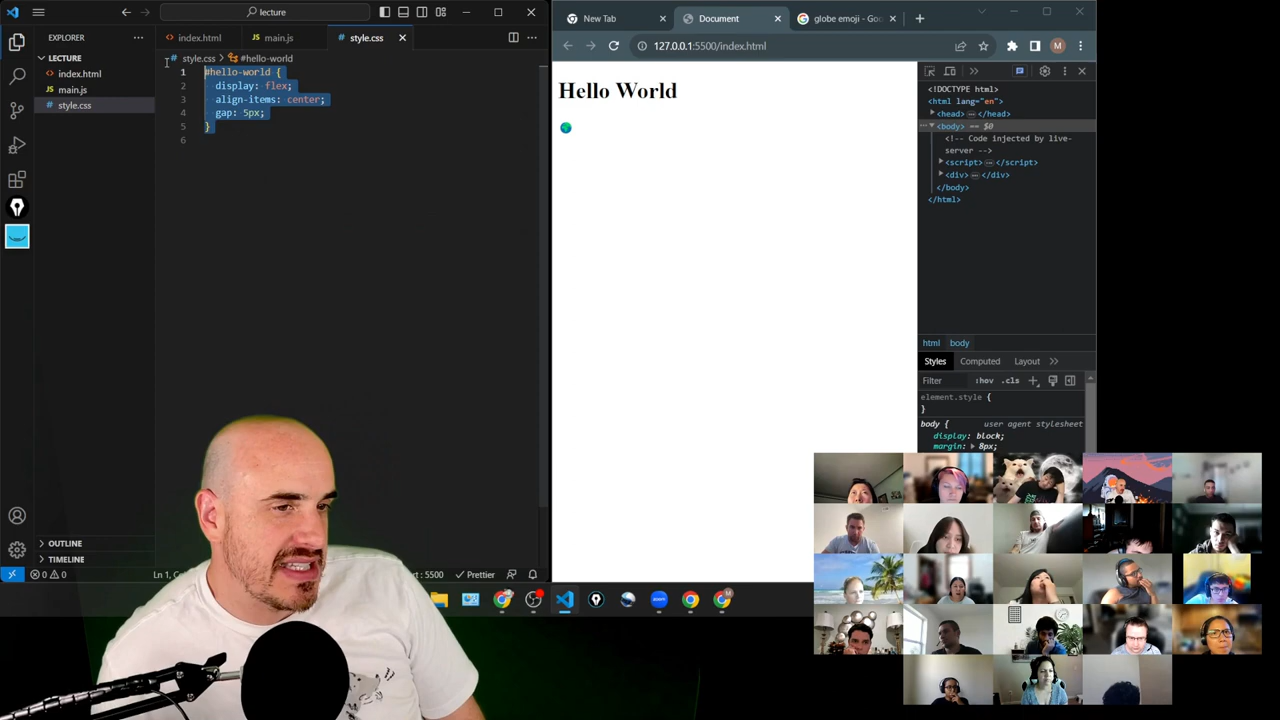 lecture
EXPLORER
LECTURE
index.html
main.js
style.css
OUTLINE
TIMELINE
index.html
main.js
style.css
style.css > #hello-world
1 #hello-world {
2 display: flex;
3 align-items: center;
4 gap: 5px;
5 }
6
0 0
Prettier
New Tab
Document
127.0.0.1:5500/index.html
Hello World
<!DOCTYPE html>
<html lang="en">
<head> </head>
<body> == $0
<!-- Code injected by live-
server -->
<script> </script>
<div> </div>
</body>
</html>
html body
Styles Computed Layout
Filter :hov .cls
element.style {
}
body { user agent stylesheet
display: block;
margin: 8px;
zoom